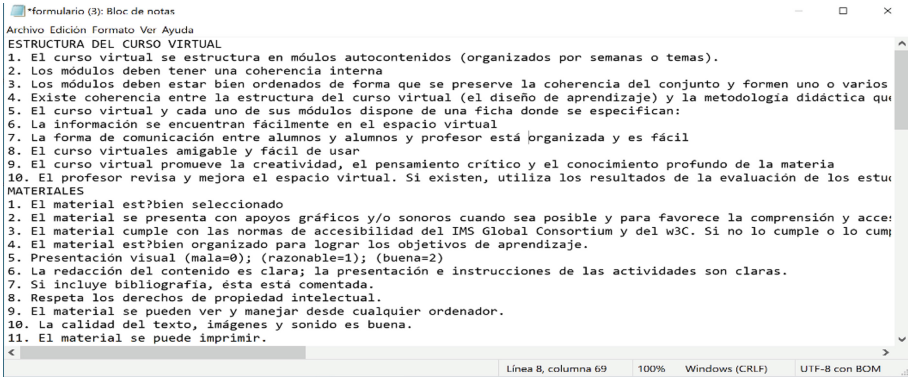 *formulario (3): Bloc de notas
Archivo Edición Formato Ver Ayuda
ESTRUCTURA DEL CURSO VIRTUAL
1. El curso virtual se estructura en móulos autocontenidos (organizados por semanas o temas).
2. Los módulos deben tener una coherencia interna
3. Los módulos deben estar bien ordenados de forma que se preserve la coherencia del conjunto y formen uno o varios
4. Existe coherencia entre la estructura del curso virtual (el diseño de aprendizaje) y la metodología didáctica que
5. El curso virtual y cada uno de sus módulos dispone de una ficha donde se especifican:
6. La información se encuentran fácilmente en el espacio virtual
7. La forma de comunicación entre alumnos y alumnos y profesor está organizada y es fácil
8. El curso virtuales amigable y fácil de usar
9. El curso virtual promueve la creatividad, el pensamiento crítico y el conocimiento profundo de la materia
10. El profesor revisa y mejora el espacio virtual. Si existen, utiliza los resultados de la evaluación de los estu
MATERIALES
1. El material est?bien seleccionado
2. El material se presenta con apoyos gráficos y/o sonoros cuando sea posible y para favorece la comprensión y acce
3. El material cumple con las normas de accesibilidad del IMS Global Consortium y del w3C. Si no lo cumple o lo cump
4. El material est?bien organizado para lograr los objetivos de aprendizaje.
5. Presentación visual (mala=0); (razonable=1); (buena=2)
6. La redacción del contenido es clara; la presentación e instrucciones de las actividades son claras.
7. Si incluye bibliografía, ésta está comentada.
8. Respeta los derechos de propiedad intelectual.
9. El material se pueden ver y manejar desde cualquier ordenador.
10. La calidad del texto, imágenes y sonido es buena.
11. El material se puede imprimir.
Línea 8, columna 69 100% Windows (CRLF) UTF-8 con BOM